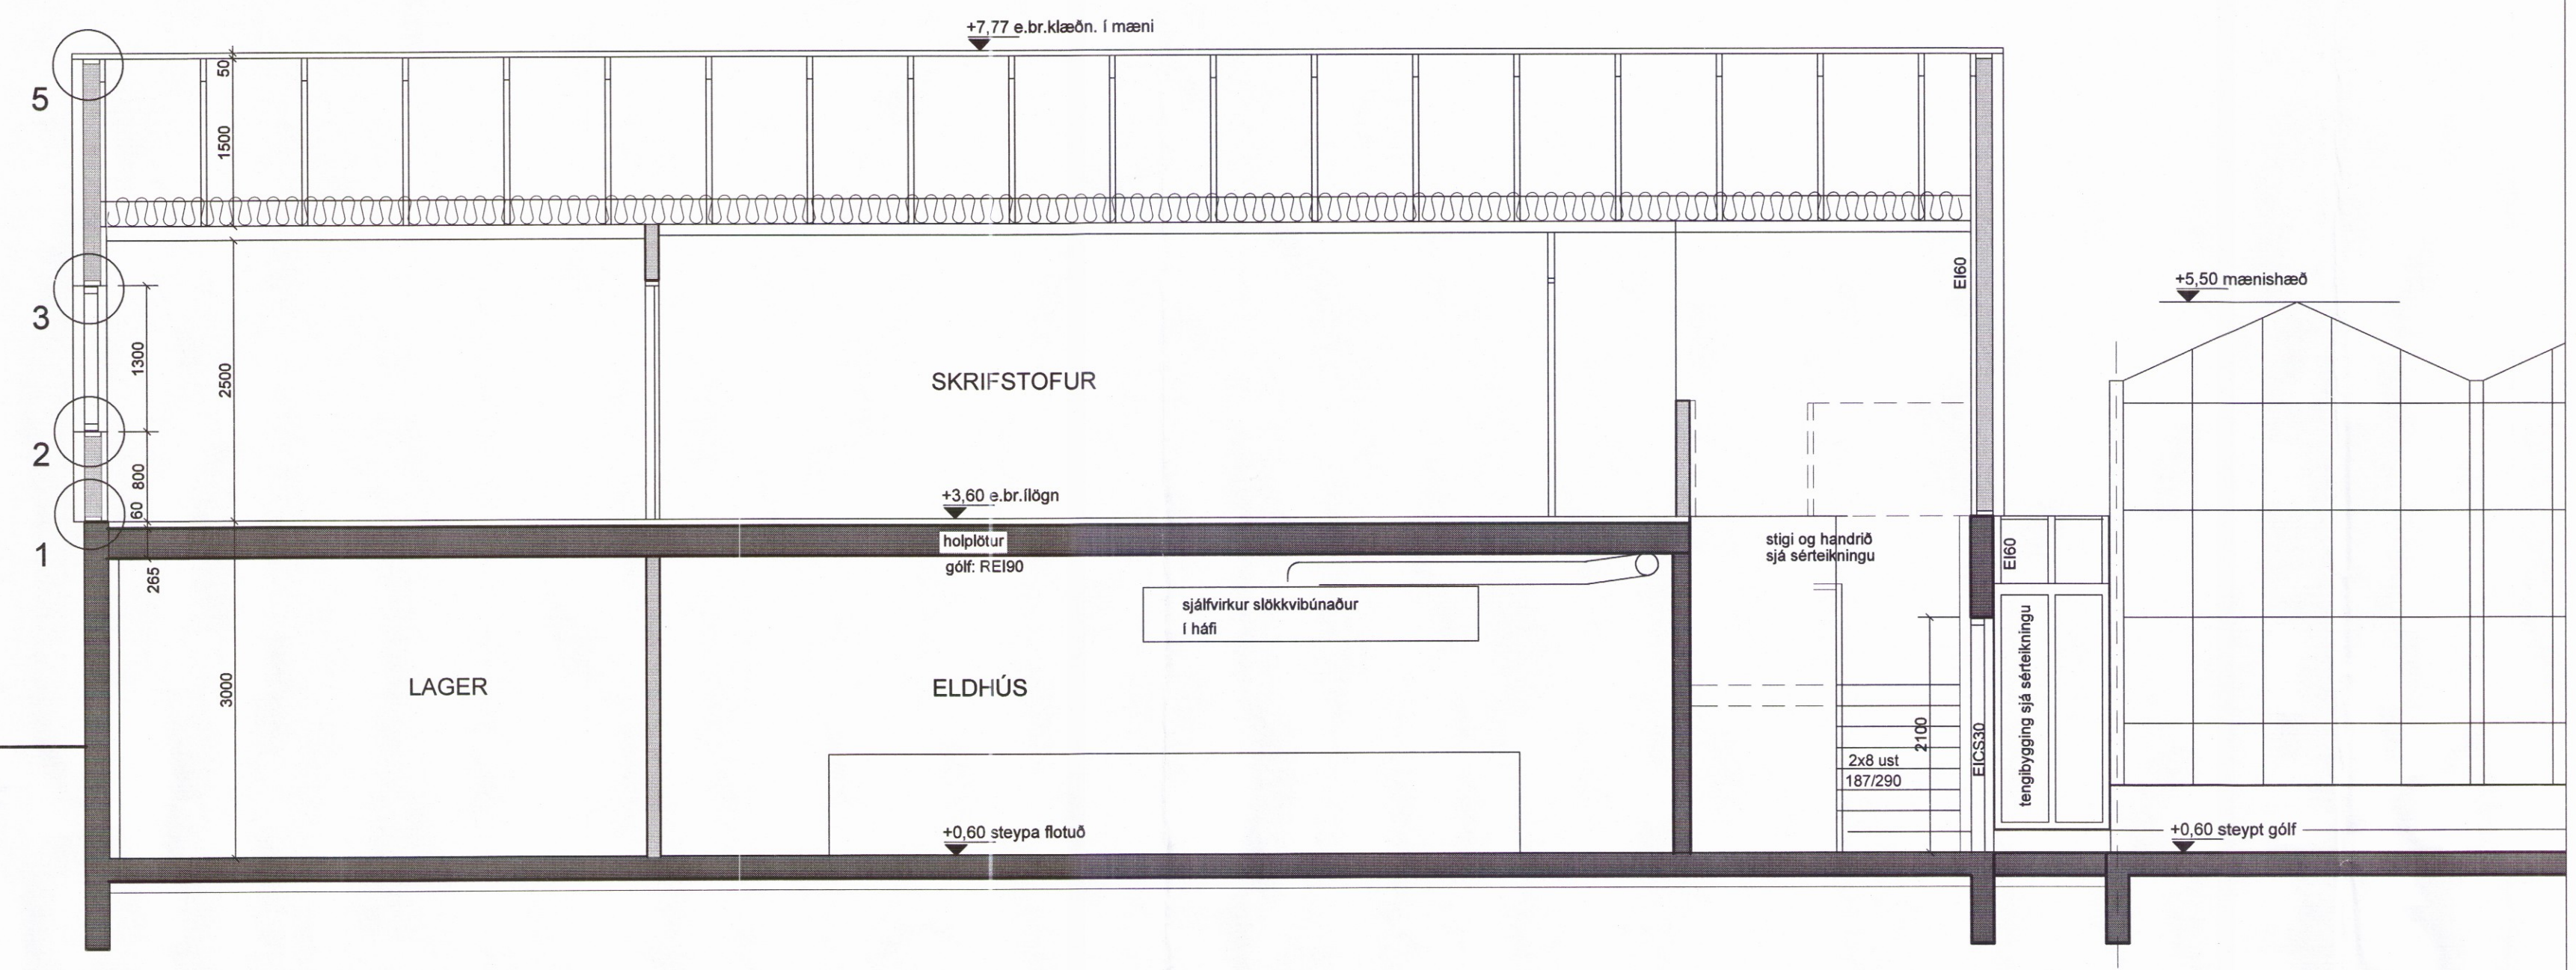 +7,77 e.br.klæðn. í mæni
5
50
1500
EI60
+5,50 mænishæð
3
1300
2500
SKRIFSTOFUR
2
800
60
+3,60 e.br.ílögn
1
265
holplötur
gólf: REI90
stigi og handrið
sjá sérteikningu
EI60
sjálfvirkur slökkvibúnaður
í háfi
3000
LAGER
ELDHÚS
2100
EICS30
tengibygging sjá sérteikningu
2x8 ust
187/290
+0,60 steypa flotuð
+0,60 steypt gólf